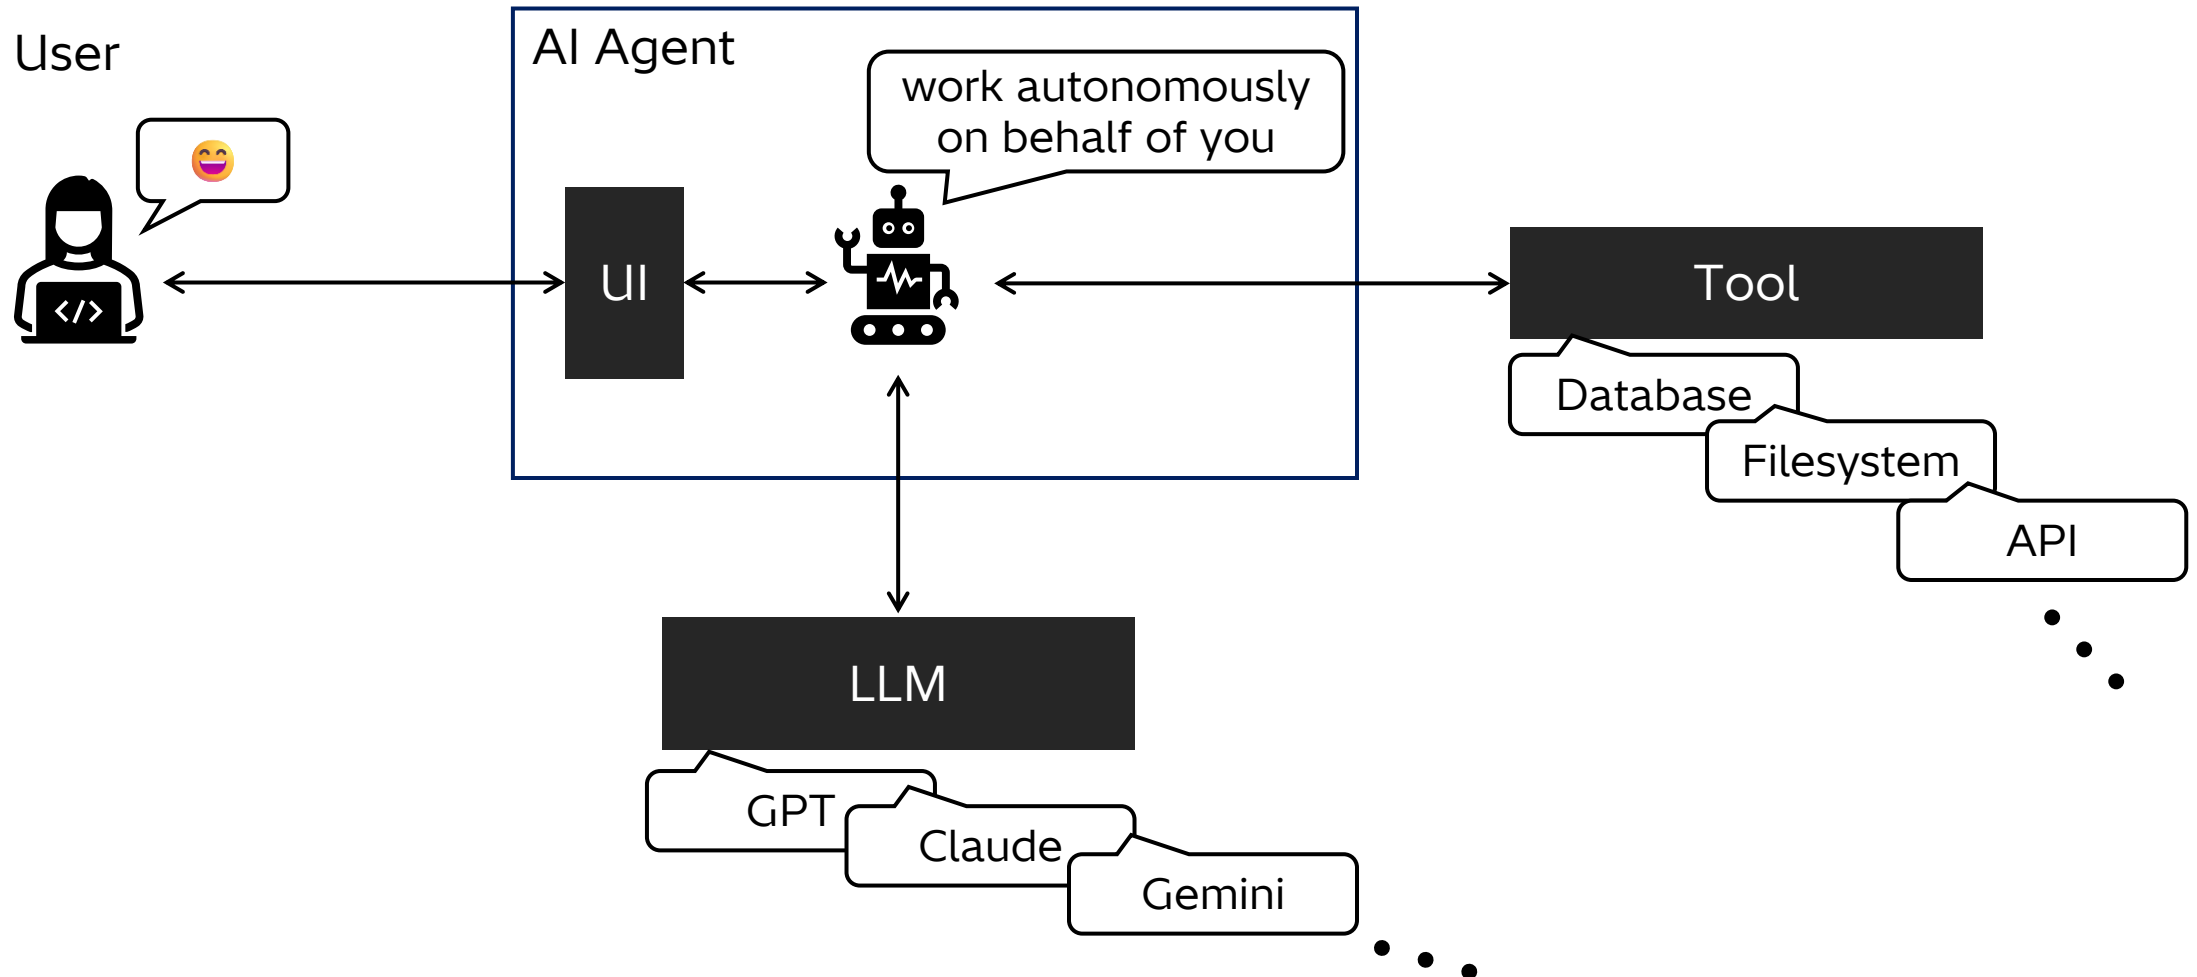 User
AI Agent
work autonomously
on behalf of you
UI
</>
Tool
Database
Filesystem
API
LLM
GPT
Claude
Gemini